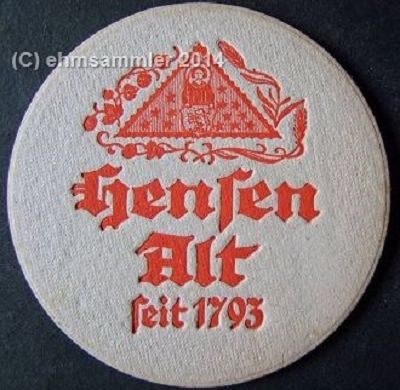 (C) ehmsammler 2014
Hensen
Alt
seit 1793